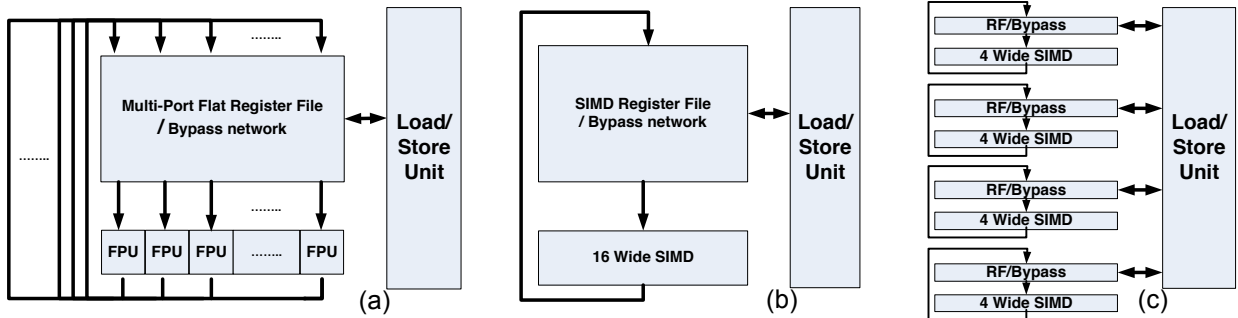 ........
Multi-Port Flat Register File
/ Bypass network
........
........
FPU
FPU
FPU
........
FPU
Load/
Store
Unit
(a)
SIMD Register File
/ Bypass network
16 Wide SIMD
Load/
Store
Unit
(b)
RF/Bypass
4 Wide SIMD
RF/Bypass
4 Wide SIMD
RF/Bypass
4 Wide SIMD
RF/Bypass
4 Wide SIMD
Load/
Store
Unit
(c)